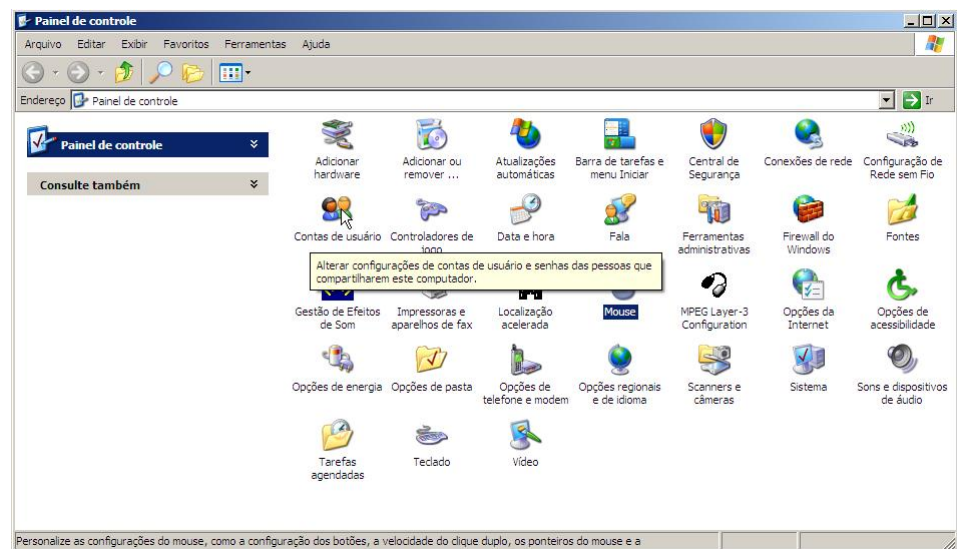 Painel de controle
Arquivo Editar Exibir Favoritos Ferramentas Ajuda
Endereço Painel de controle Ir
Painel de controle
Consulte também
Adicionar hardware
Adicionar ou remover ...
Atualizações automáticas
Barra de tarefas e menu Iniciar
Central de Segurança
Conexões de rede
Configuração de Rede sem Fio
Contas de usuário
Controladores de jogo
Data e hora
Fala
Ferramentas administrativas
Firewall do Windows
Fontes
Alterar configurações de contas de usuário e senhas das pessoas que
compartilharem este computador.
Gestão de Efeitos de Som
Impressoras e aparelhos de fax
Localização acelerada
Mouse
MPEG Layer-3 Configuration
Opções da Internet
Opções de acessibilidade
Opções de energia
Opções de pasta
Opções de telefone e modem
Opções regionais e de idioma
Scanners e câmeras
Sistema
Sons e dispositivos de áudio
Tarefas agendadas
Teclado
Vídeo
Personalize as configurações do mouse, como a configuração dos botões, a velocidade do clique duplo, os ponteiros do mouse e a